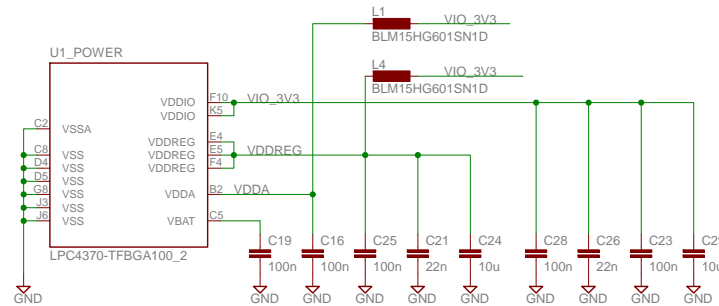 L1
VIO_3V3
BLM15HG601SN1D
U1_POWER
L4
VIO_3V3
BLM15HG601SN1D
VDDIO F10 VIO_3V3
VDDIO K5
C2 VSSA
VDDREG E4
C8 VSS VDDREG E5 VDDREG
D4 VSS VDDREG F4
D5 VSS
G8 VSS VDDA B2 VDDA
J3 VSS
J6 VSS VBAT C5
LPC4370-TFBGA100_2
C19 C16 C25 C21 C24 C28 C26 C23
100n 100n 100n 22n 10u 100n 22n 100n 10u
GND GND GND GND GND GND GND GND GND GND